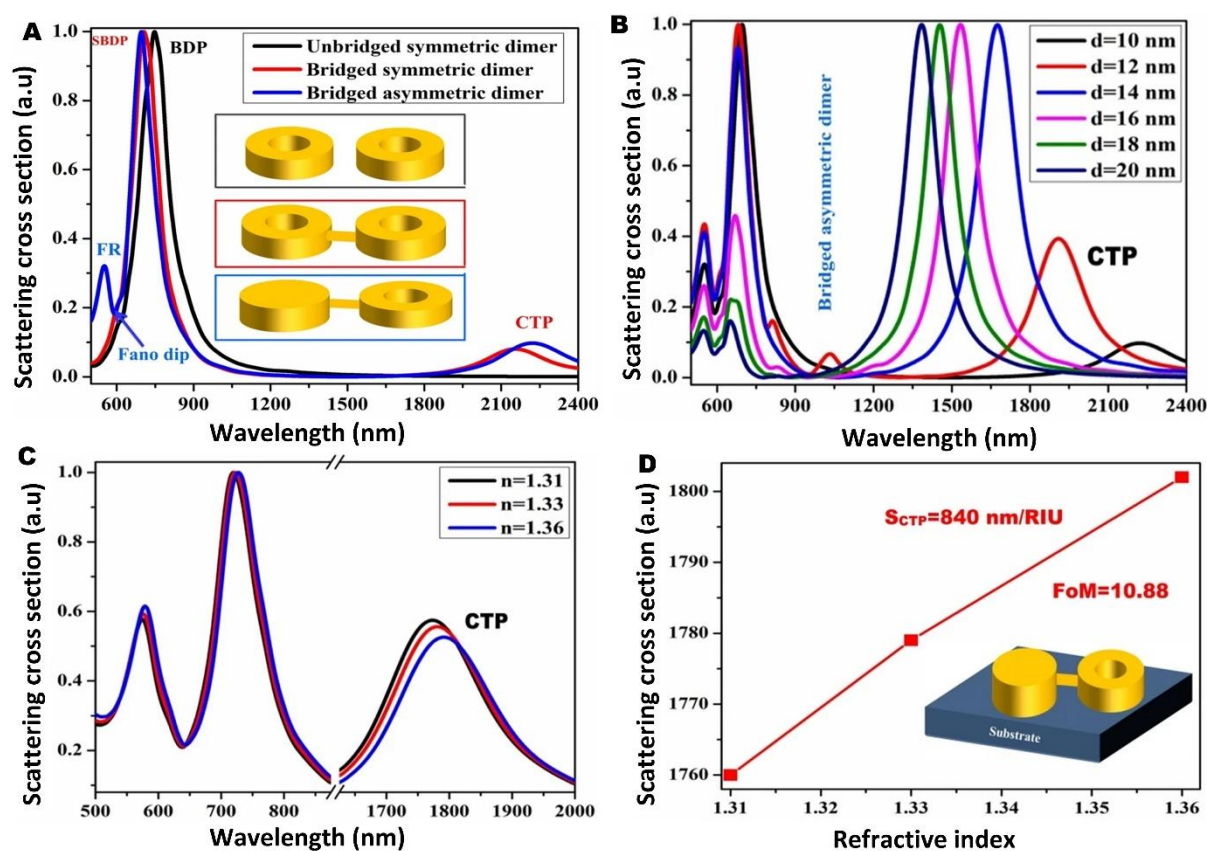 A
SBDP
BDP
Unbridged symmetric dimer
Bridged symmetric dimer
Bridged asymmetric dimer
FR
Fano dip
CTP
Scattering cross section (a.u)
1.0
0.8
0.6
0.4
0.2
0.0
600 900 1200 1500 1800 2100 2400
Wavelength (nm)
B
d=10 nm
d=12 nm
d=14 nm
d=16 nm
d=18 nm
d=20 nm
Bridged asymmetric dimer
CTP
Scattering cross section (a.u)
1.0
0.8
0.6
0.4
0.2
0.0
600 900 1200 1500 1800 2100 2400
Wavelength (nm)
C
n=1.31
n=1.33
n=1.36
CTP
Scattering cross section (a.u)
1.0
0.8
0.6
0.4
0.2
500 600 700 800 1700 1800 1900 2000
Wavelength (nm)
D
SCTP=840 nm/RIU
FoM=10.88
Substrate
Scattering cross section (a.u)
1800
1790
1780
1770
1760
1.31 1.32 1.33 1.34 1.35 1.36
Refractive index